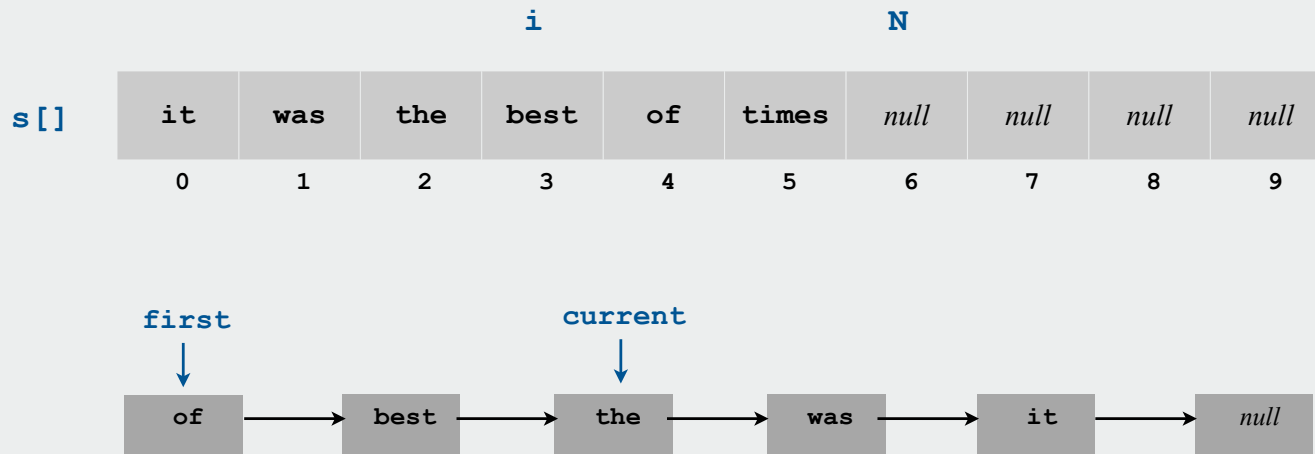 i N
s[] it was the best of times null null null null
0 1 2 3 4 5 6 7 8 9
first current
of best the was it null